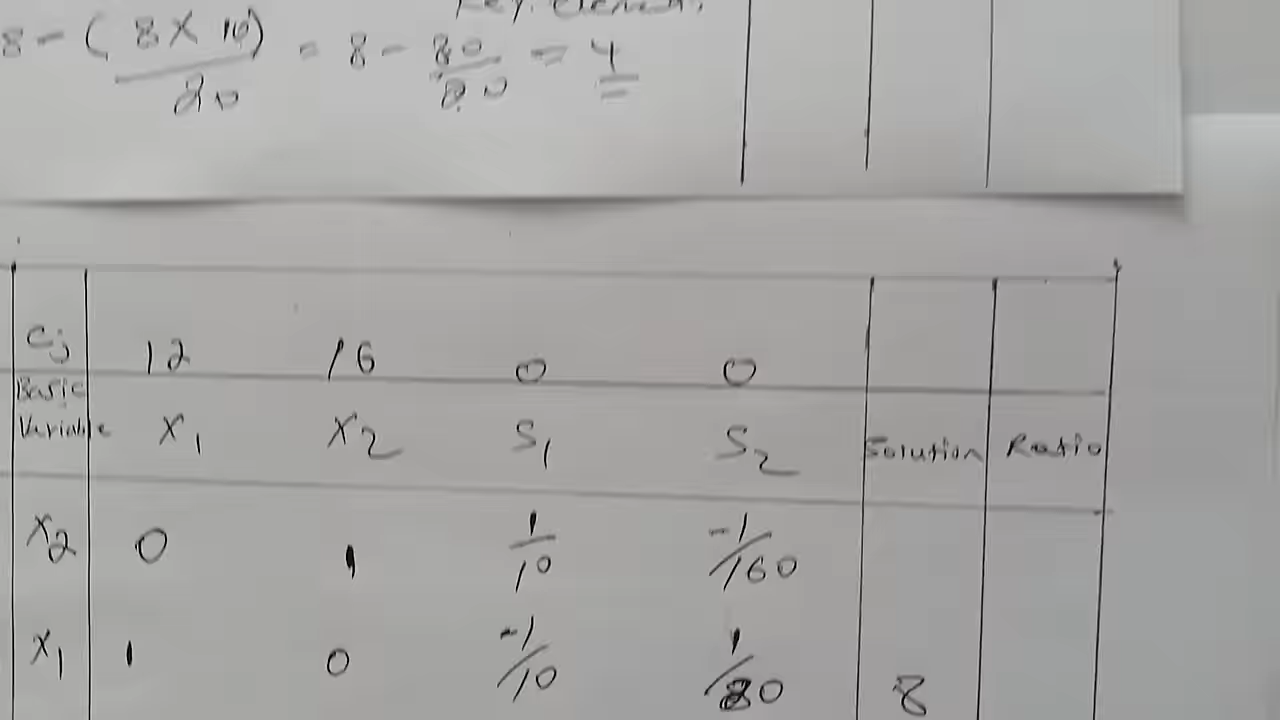 8 - (8 x 10) / 20 = 8 - 80/20 = 4
Cj 12 16 0 0
Basic Variable X1 X2 S1 S2 Solution Ratio
X2 0 1 1/10 -1/160
X1 1 0 -1/10 1/80 8